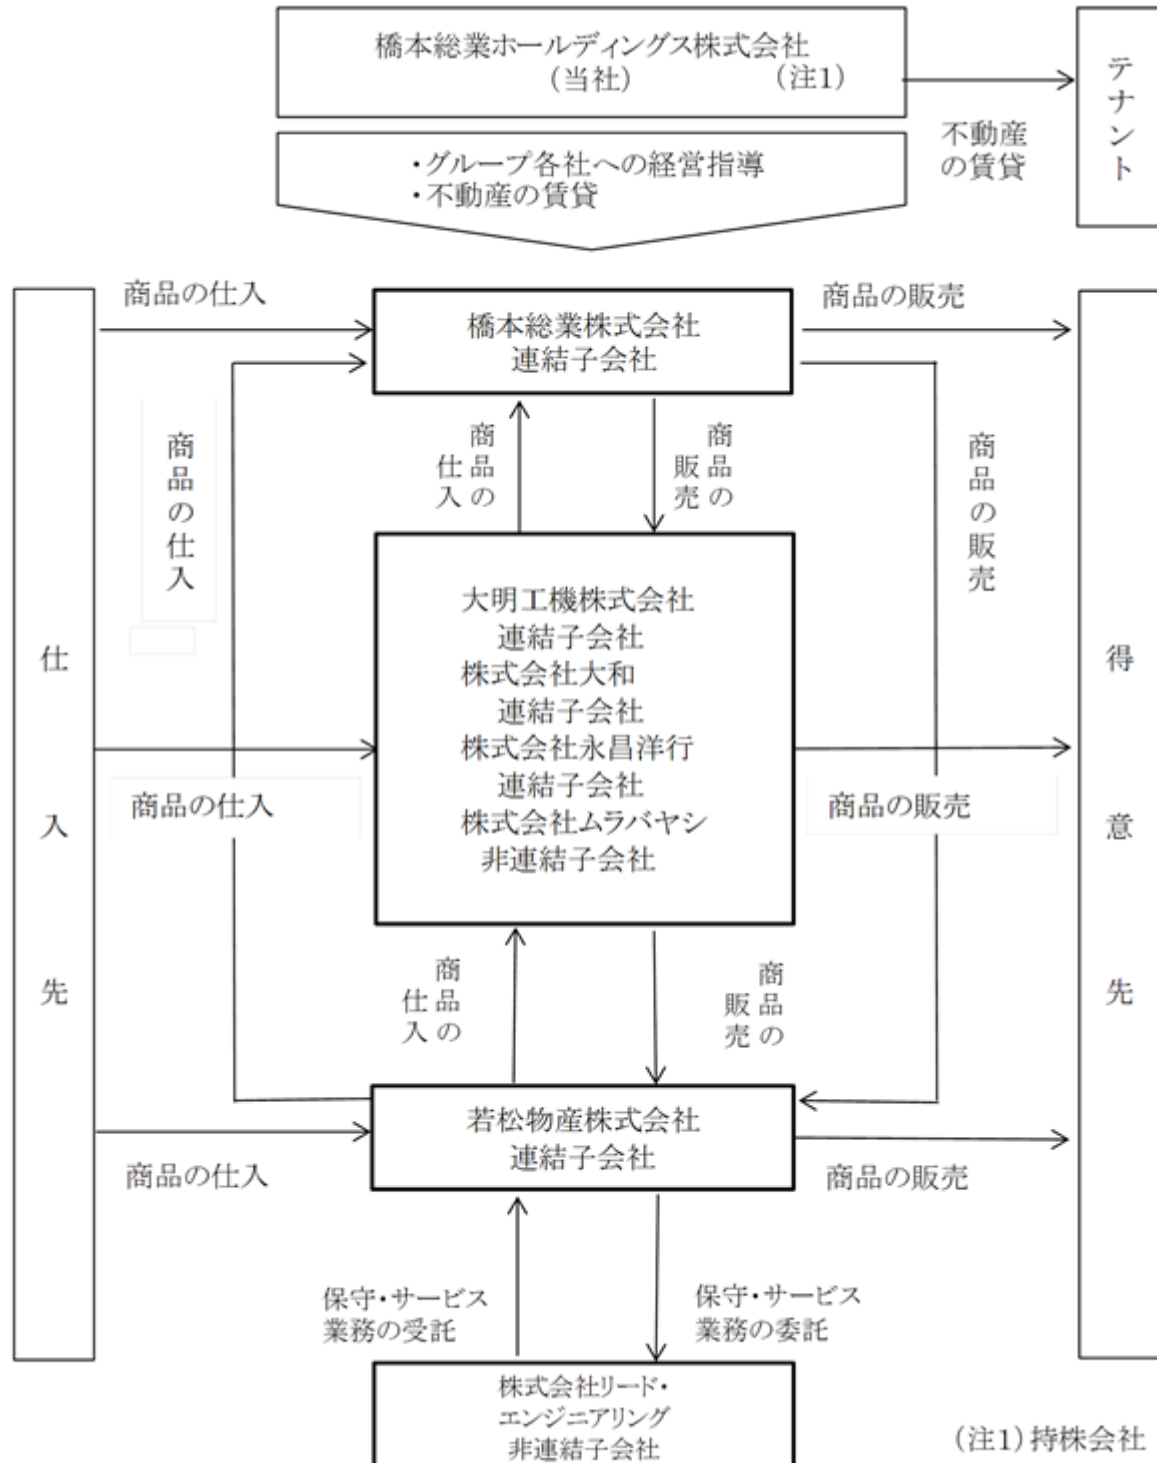 橋本総業ホールディングス株式会社
(当社) (注1)
テナント
不動産
の賃貸
・グループ各社への経営指導
・不動産の賃貸
商品の仕入
商品の販売
橋本総業株式会社
連結子会社
商品の仕入
商品の
仕入
商品の
販売
商品の販売
仕入先
得意先
大明工機株式会社
連結子会社
株式会社大和
連結子会社
株式会社永昌洋行
連結子会社
株式会社ムラバヤシ
非連結子会社
商品の仕入
商品の販売
商品の
仕入
商品の
販売
若松物産株式会社
連結子会社
商品の仕入
商品の販売
保守・サービス
業務の受託
保守・サービス
業務の委託
株式会社リード・
エンジニアリング
非連結子会社
(注1)持株会社